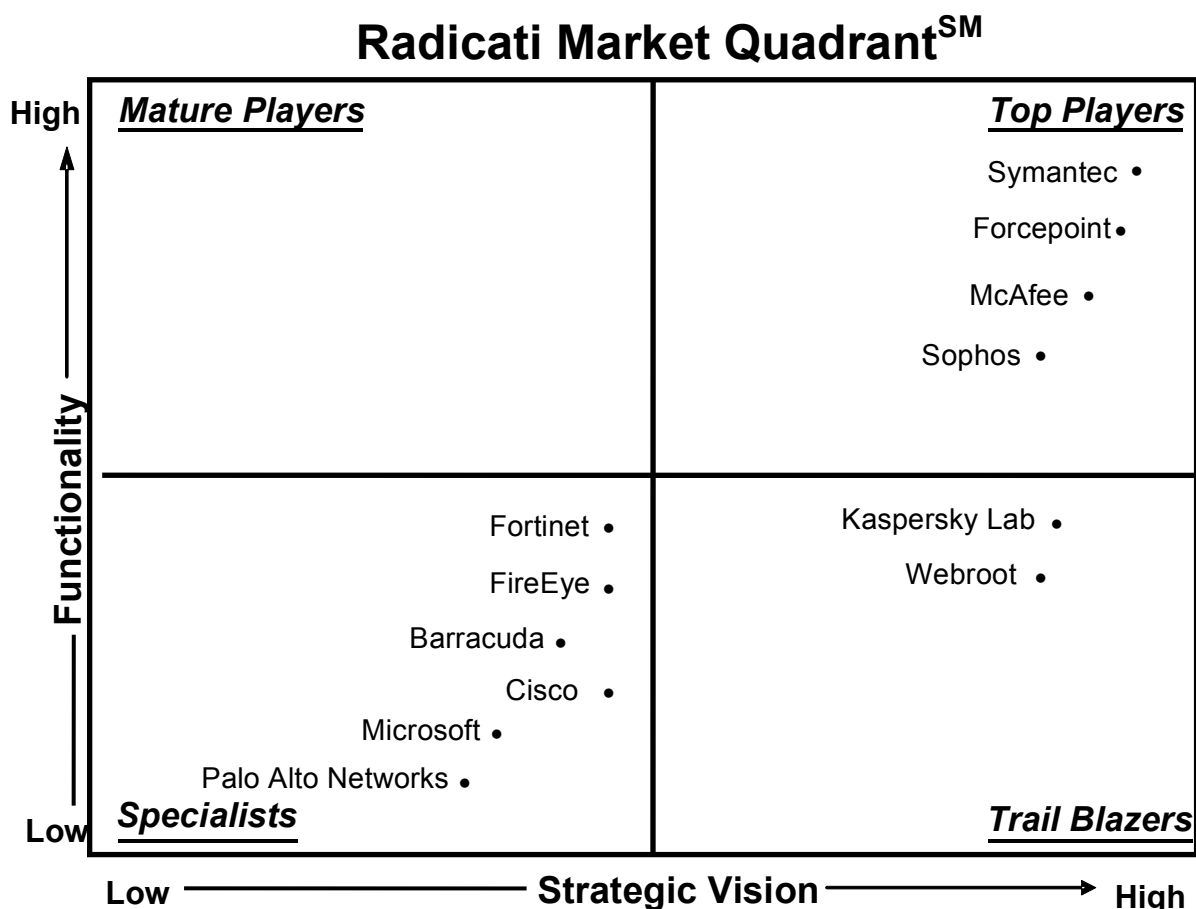 Radicati Market Quadrant SM
High
Mature Players
Top Players
Symantec
Forcepoint
McAfee
Sophos
Functionality
Fortinet
Kaspersky Lab
FireEye
Webroot
Barracuda
Cisco
Microsoft
Palo Alto Networks
Low
Specialists
Trail Blazers
Low
Strategic Vision
High